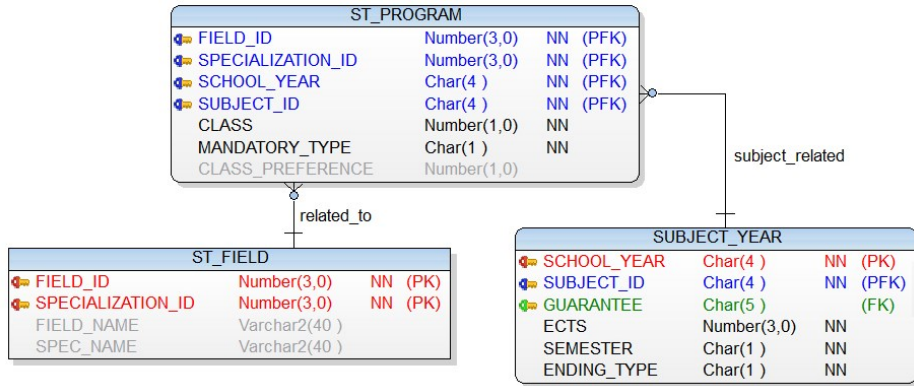 ST_PROGRAM
FIELD_ID Number(3,0) NN (PFK)
SPECIALIZATION_ID Number(3,0) NN (PFK)
SCHOOL_YEAR Char(4 ) NN (PFK)
SUBJECT_ID Char(4 ) NN (PFK)
CLASS Number(1,0) NN
MANDATORY_TYPE Char(1 ) NN
CLASS_PREFERENCE Number(1,0)
subject_related
related_to
ST_FIELD
FIELD_ID Number(3,0) NN (PK)
SPECIALIZATION_ID Number(3,0) NN (PK)
FIELD_NAME Varchar2(40 )
SPEC_NAME Varchar2(40 )
SUBJECT_YEAR
SCHOOL_YEAR Char(4 ) NN (PK)
SUBJECT_ID Char(4 ) NN (PFK)
GUARANTEE Char(5 ) (FK)
ECTS Number(3,0) NN
SEMESTER Char(1 ) NN
ENDING_TYPE Char(1 ) NN